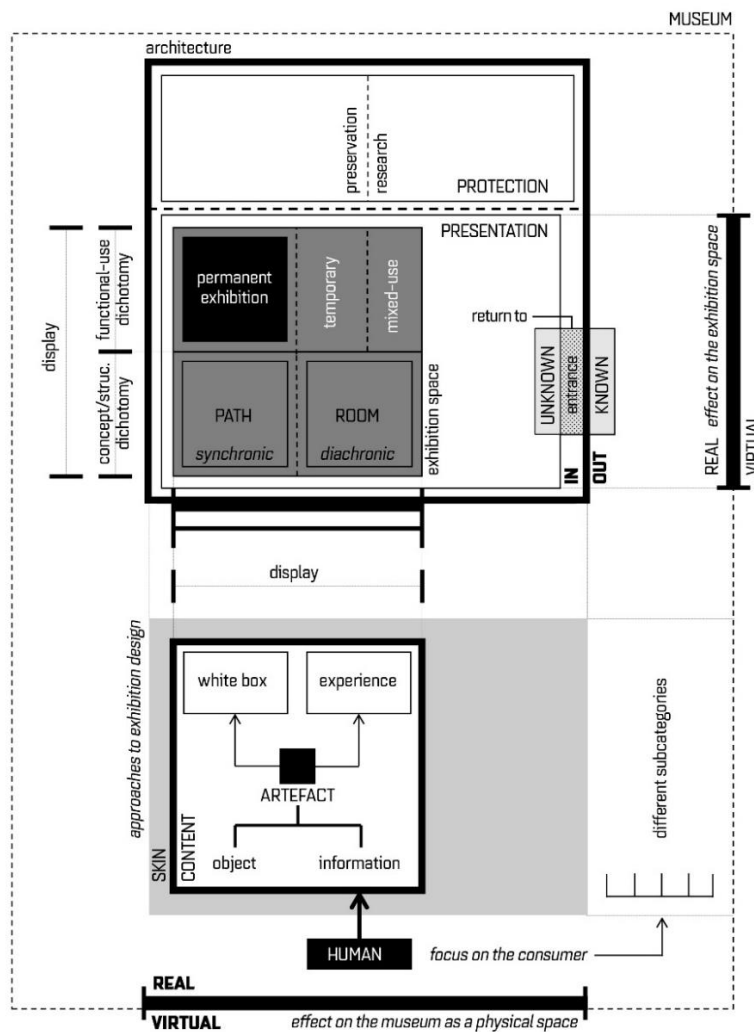 MUSEUM
architecture
preservation
research
PROTECTION
PRESENTATION
display
functional-use
dichotomy
concept/struc.
dichotomy
permanent
exhibition
temporary
mixed-use
PATH
synchronic
ROOM
diachronic
exhibition space
return to
UNKNOWN
entrance
KNOWN
IN
OUT
REAL effect on the exhibition space
VIRTUAL
display
approaches to exhibition design
SKIN
CONTENT
white box
experience
ARTEFACT
object
information
different subcategories
HUMAN
focus on the consumer
REAL
VIRTUAL
effect on the museum as a physical space